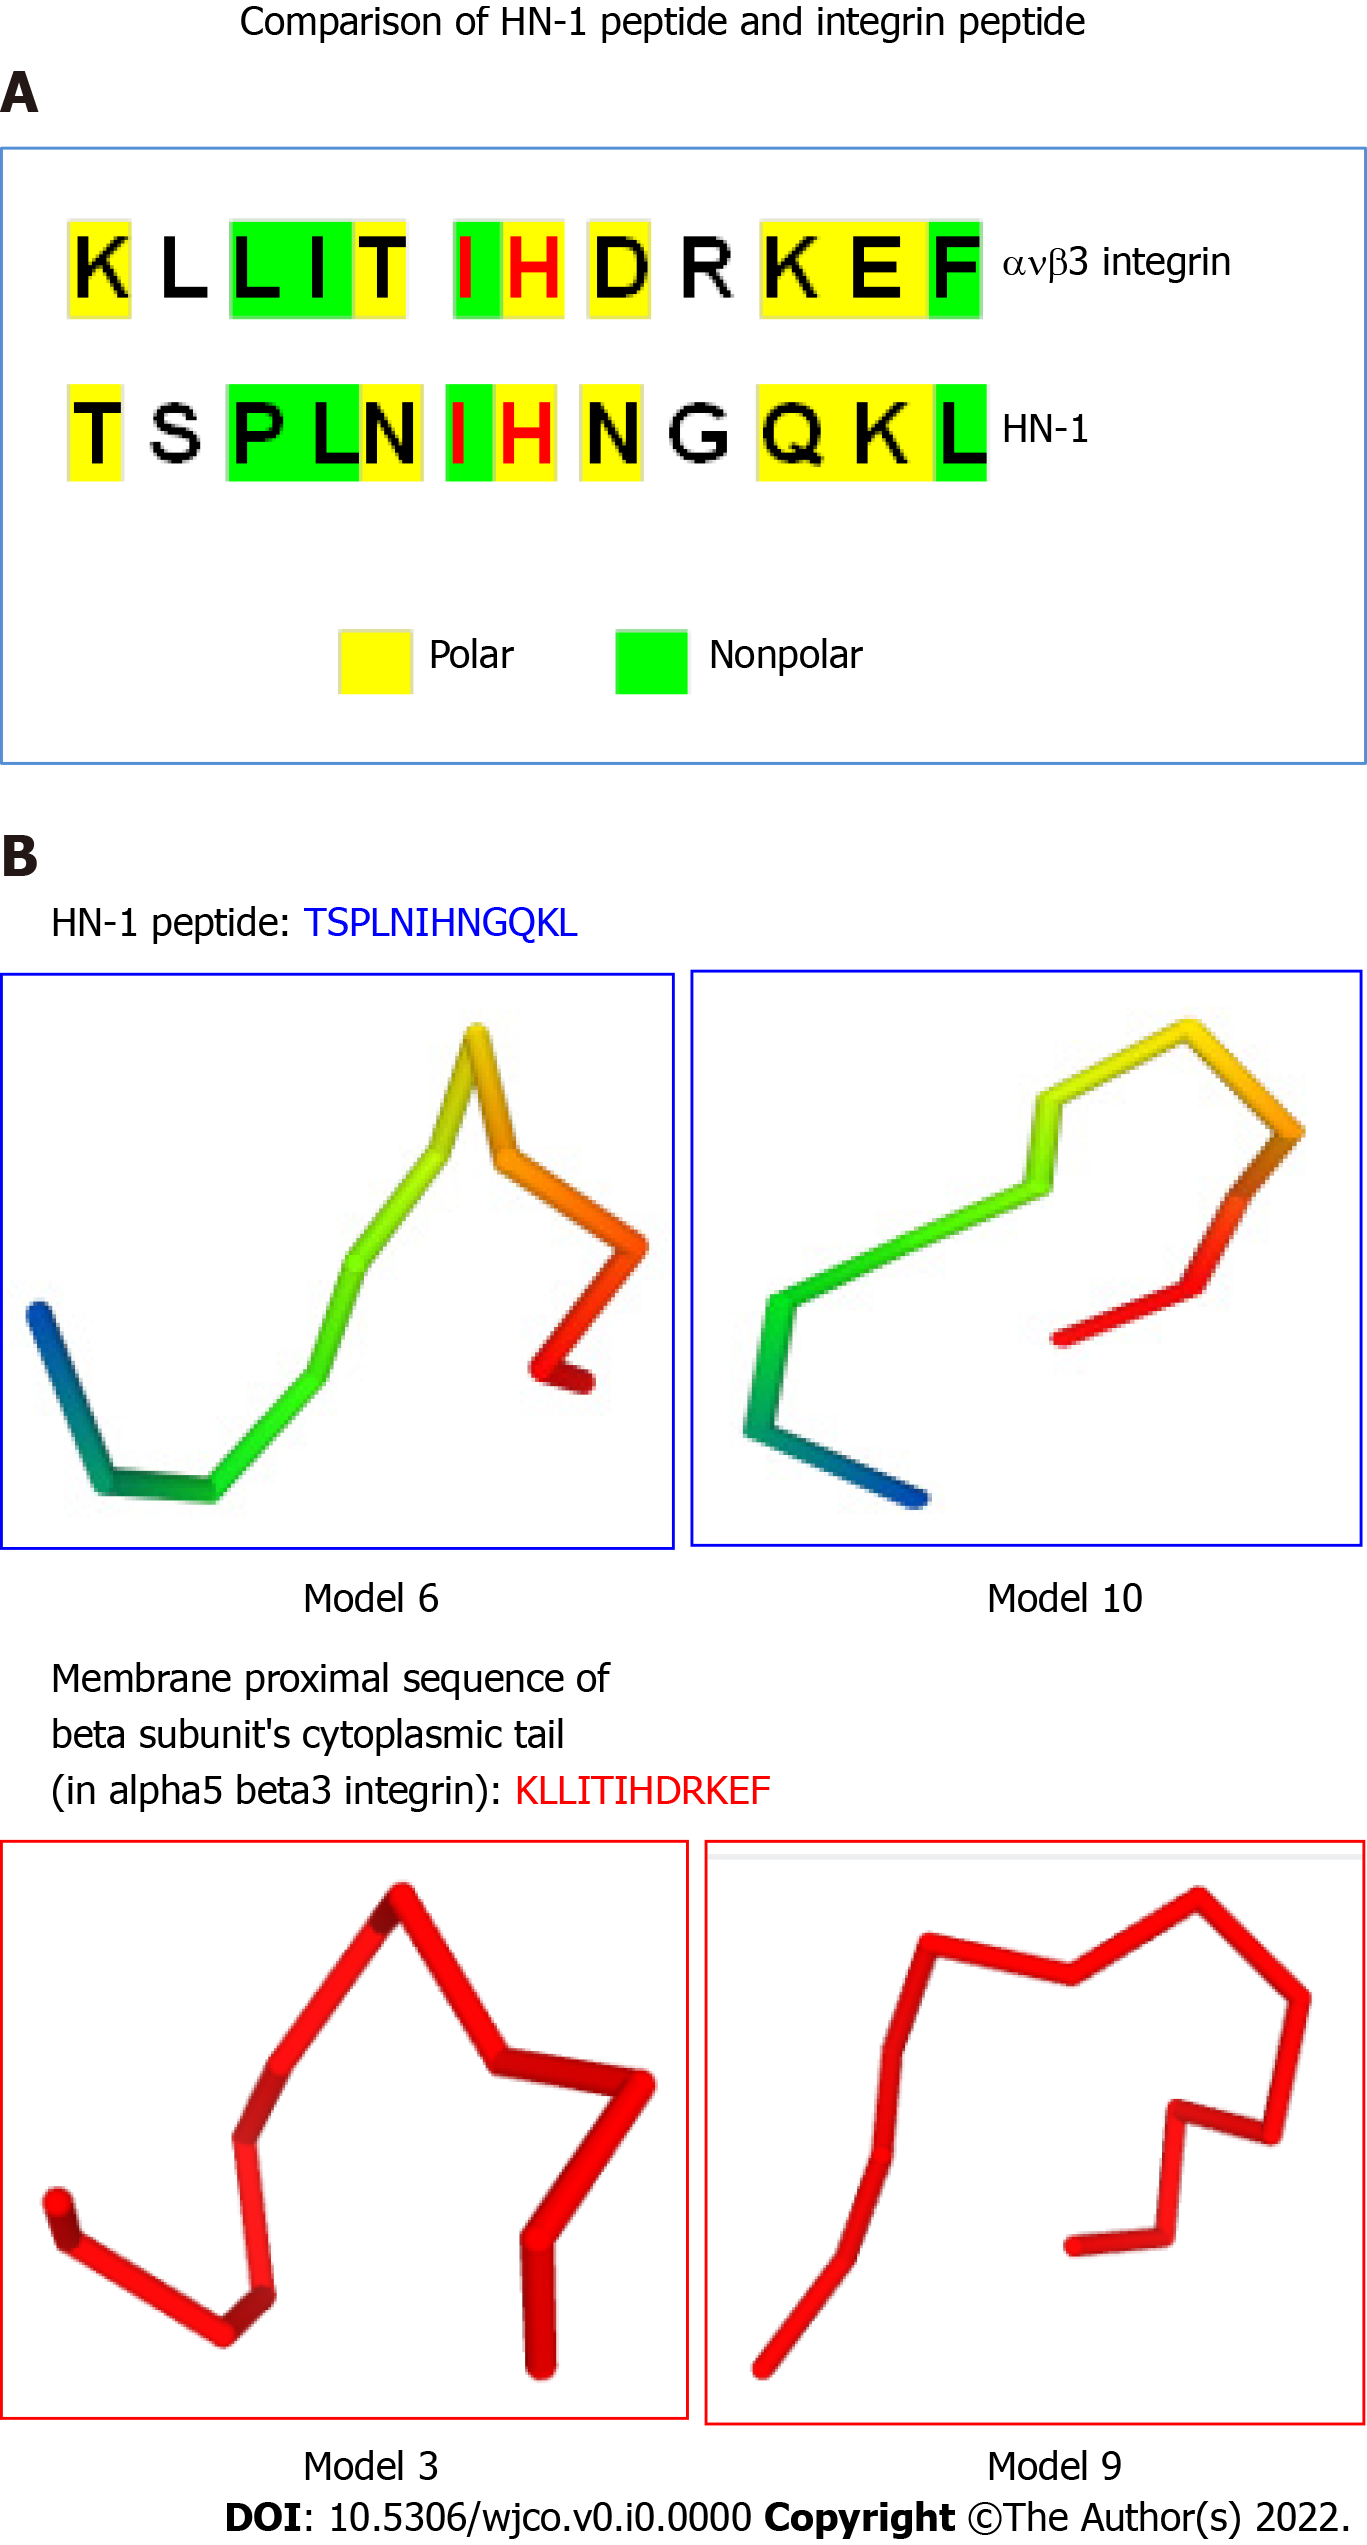 Comparison of HN-1 peptide and integrin peptide
A
K L L I T I H D R K E F ανβ3 integrin
T S P L N I H N G Q K L HN-1
Polar Nonpolar
B
HN-1 peptide: TSPLNIHNGQKL
Model 6 Model 10
Membrane proximal sequence of
beta subunit's cytoplasmic tail
(in alpha5 beta3 integrin): KLLITIHDRKEF
Model 3 Model 9
DOI: 10.5306/wjco.v0.i0.0000 Copyright ©The Author(s) 2022.